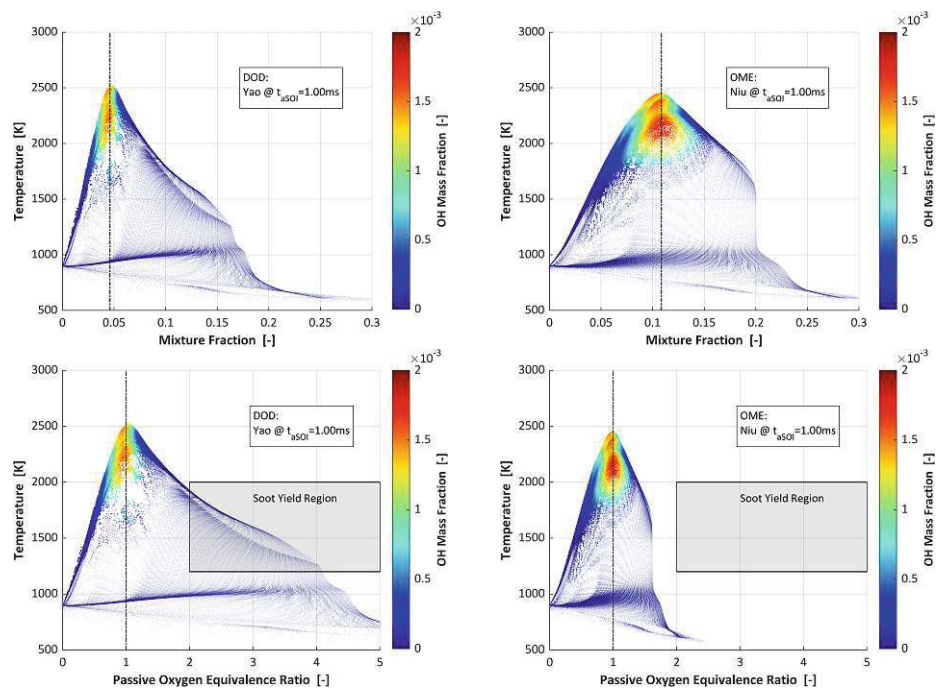 ×10⁻³
3000
2500
2000
1500
1000
500
Temperature [K]
DOD:
Yao @ t_aSOI=1.00ms
2
1.5
1
0.5
0
OH Mass Fraction [-]
0 0.05 0.1 0.15 0.2 0.25 0.3
Mixture Fraction [-]
×10⁻³
3000
2500
2000
1500
1000
500
Temperature [K]
OME:
Niu @ t_aSOI=1.00ms
2
1.5
1
0.5
0
OH Mass Fraction [-]
0 0.05 0.1 0.15 0.2 0.25 0.3
Mixture Fraction [-]
×10⁻³
3000
2500
2000
1500
1000
500
Temperature [K]
DOD:
Yao @ t_aSOI=1.00ms
Soot Yield Region
2
1.5
1
0.5
0
OH Mass Fraction [-]
0 1 2 3 4 5
Passive Oxygen Equivalence Ratio [-]
×10⁻³
3000
2500
2000
1500
1000
500
Temperature [K]
OME:
Niu @ t_aSOI=1.00ms
Soot Yield Region
2
1.5
1
0.5
0
OH Mass Fraction [-]
0 1 2 3 4 5
Passive Oxygen Equivalence Ratio [-]